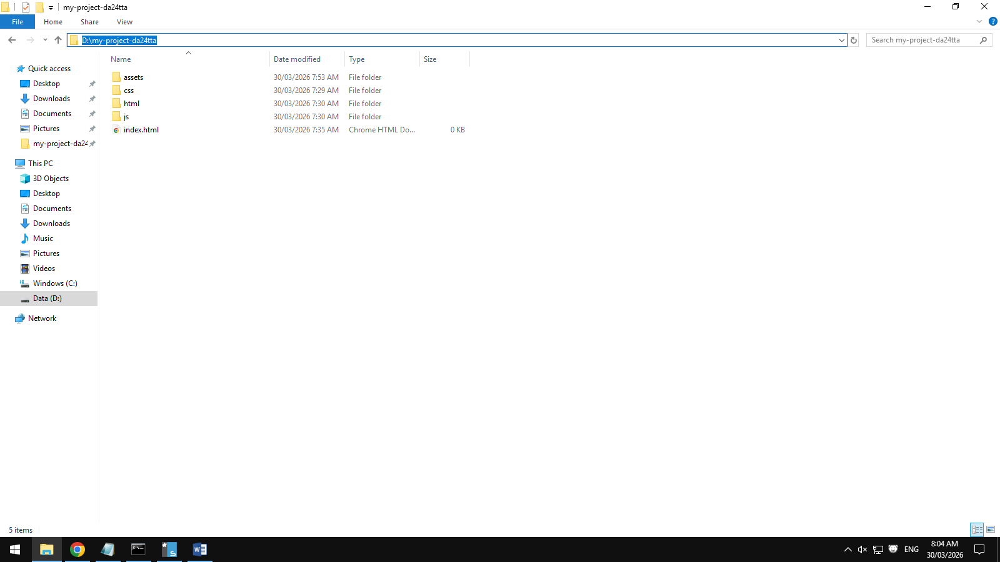 my-project-da24tta
File Home Share View
D:\my-project-da24tta
Search my-project-da24tta
Name Date modified Type Size
assets 30/03/2026 7:53 AM File folder
css 30/03/2026 7:29 AM File folder
html 30/03/2026 7:30 AM File folder
js 30/03/2026 7:30 AM File folder
index.html 30/03/2026 7:35 AM Chrome HTML Do... 0 KB
Quick access
Desktop
Downloads
Documents
Pictures
my-project-da24
This PC
3D Objects
Desktop
Documents
Downloads
Music
Pictures
Videos
Windows (C:)
Data (D:)
Network
5 items
ENG
8:04 AM
30/03/2026